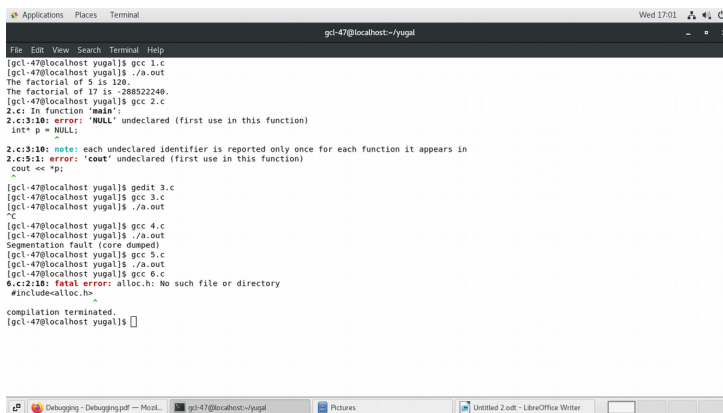 Applications Places Terminal Wed 17:01
gcl-47@localhost:~/yugal
File Edit View Search Terminal Help
[gcl-47@localhost yugal]$ gcc 1.c
[gcl-47@localhost yugal]$ ./a.out
The factorial of 5 is 120.
The factorial of 17 is -288522240.
[gcl-47@localhost yugal]$ gcc 2.c
2.c: In function 'main':
2.c:3:10: error: 'NULL' undeclared (first use in this function)
int* p = NULL;
^
2.c:3:10: note: each undeclared identifier is reported only once for each function it appears in
2.c:5:1: error: 'cout' undeclared (first use in this function)
cout << *p;
^
[gcl-47@localhost yugal]$ gedit 3.c
[gcl-47@localhost yugal]$ gcc 3.c
[gcl-47@localhost yugal]$ ./a.out
^C
[gcl-47@localhost yugal]$ gcc 4.c
[gcl-47@localhost yugal]$ ./a.out
Segmentation fault (core dumped)
[gcl-47@localhost yugal]$ gcc 5.c
[gcl-47@localhost yugal]$ ./a.out
[gcl-47@localhost yugal]$ gcc 6.c
6.c:2:18: fatal error: alloc.h: No such file or directory
#include<alloc.h>
^
compilation terminated.
[gcl-47@localhost yugal]$
Debugging - Debugging.pdf — Mozil... gcl-47@localhost:~/yugal Pictures Untitled 2.odt - LibreOffice Writer